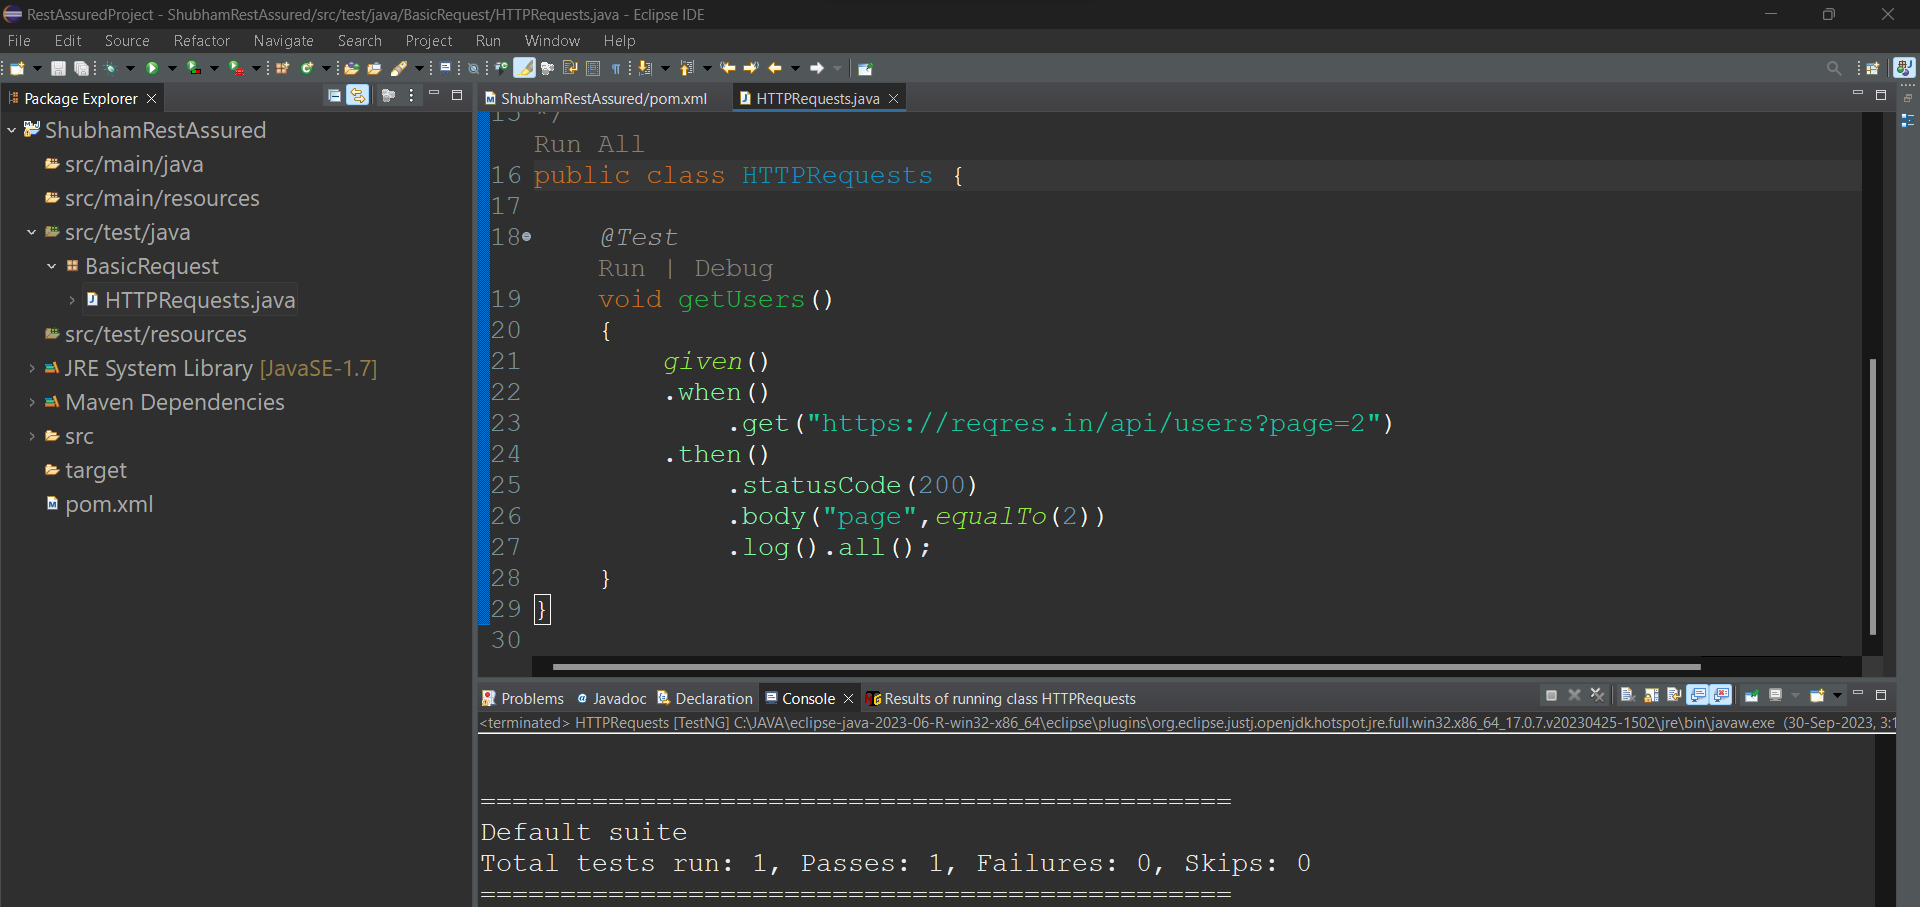 RestAssuredProject - ShubhamRestAssured/src/test/java/BasicRequest/HTTPRequests.java - Eclipse IDE
File Edit Source Refactor Navigate Search Project Run Window Help
Package Explorer
ShubhamRestAssured
src/main/java
src/main/resources
src/test/java
BasicRequest
HTTPRequests.java
src/test/resources
JRE System Library [JavaSE-1.7]
Maven Dependencies
src
target
pom.xml
ShubhamRestAssured/pom.xml HTTPRequests.java
15 */
Run All
16 public class HTTPRequests {
17
18 @Test
Run | Debug
19 void getUsers()
20 {
21 given()
22 .when()
23 .get("https://reqres.in/api/users?page=2")
24 .then()
25 .statusCode(200)
26 .body("page",equalTo(2))
27 .log().all();
28 }
29 }
30
Problems Javadoc Declaration Console Results of running class HTTPRequests
<terminated> HTTPRequests [TestNG] C:\JAVA\eclipse-java-2023-06-R-win32-x86_64\eclipse\plugins\org.eclipse.justj.openjdk.hotspot.jre.full.win32.x86_64_17.0.7.v20230425-1502\jre\bin\javaw.exe (30-Sep-2023, 3:1
===============================================
Default suite
Total tests run: 1, Passes: 1, Failures: 0, Skips: 0
===============================================